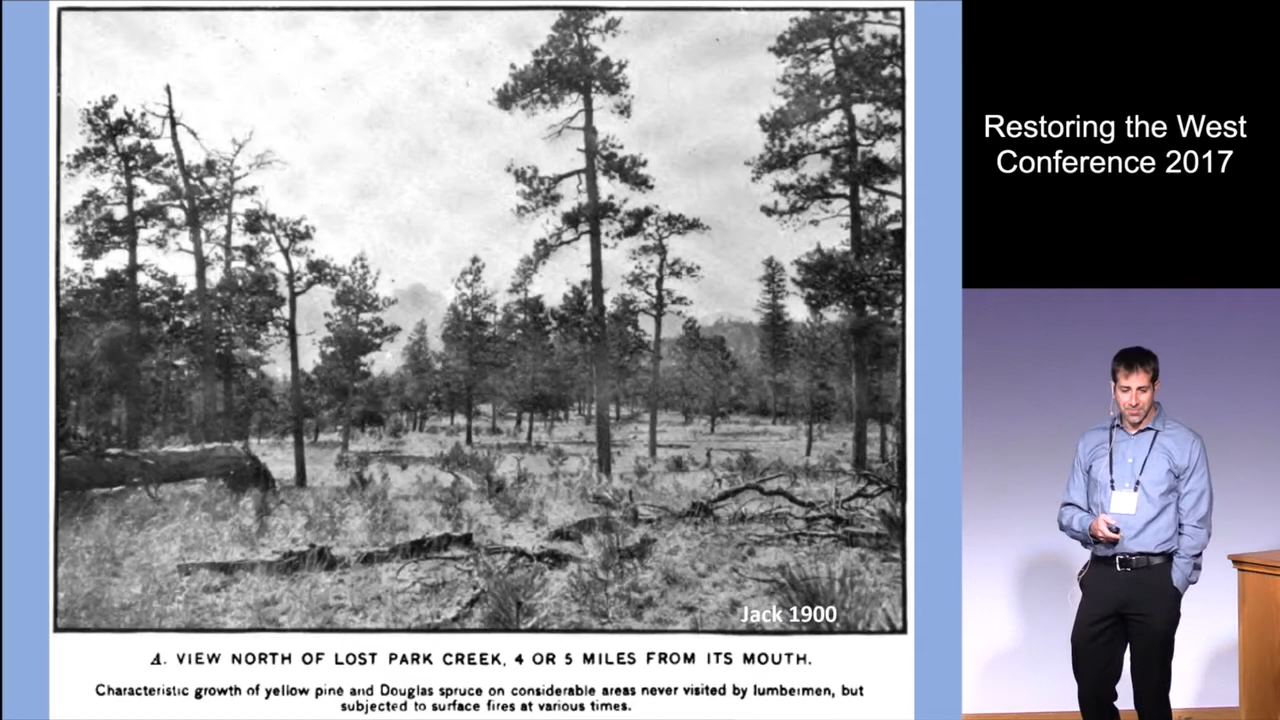 Restoring the West
Conference 2017
Jack 1900
A. VIEW NORTH OF LOST PARK CREEK, 4 OR 5 MILES FROM ITS MOUTH.
Characteristic growth of yellow pine and Douglas spruce on considerable areas never visited by lumbermen, but
subjected to surface fires at various times.